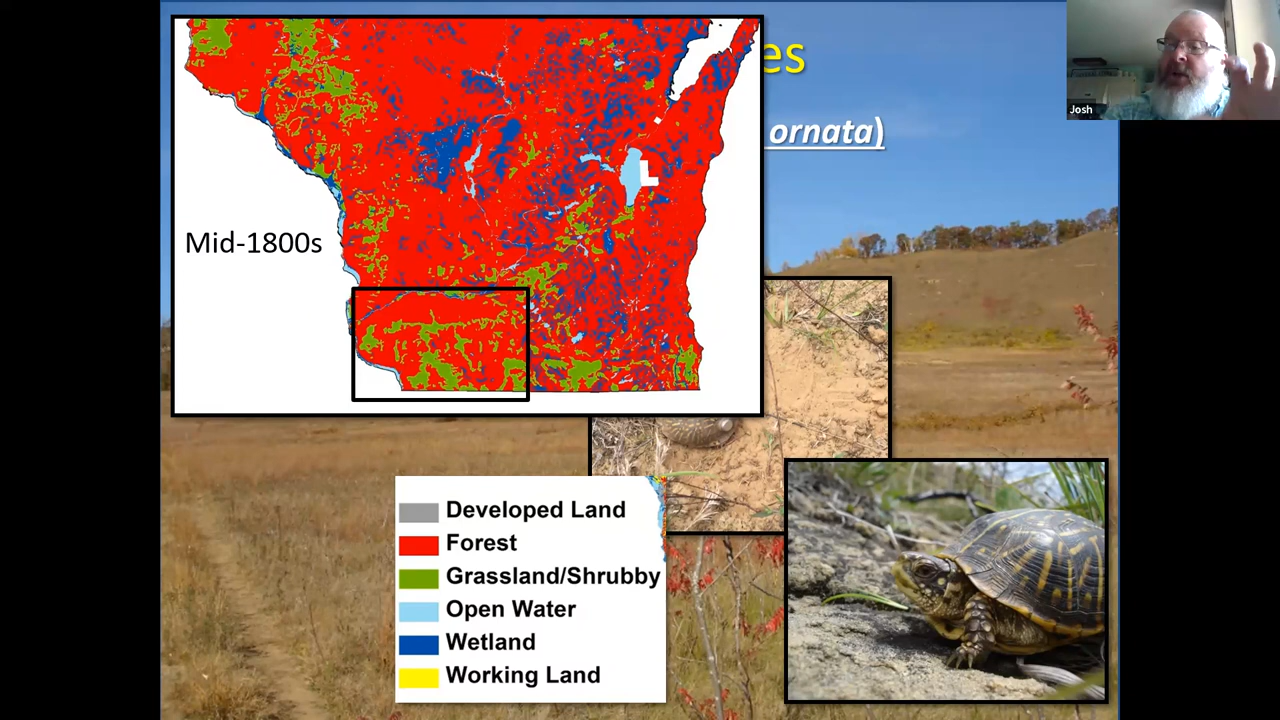 es
ornata)
Josh
Mid-1800s
Developed Land
Forest
Grassland/Shrubby
Open Water
Wetland
Working Land